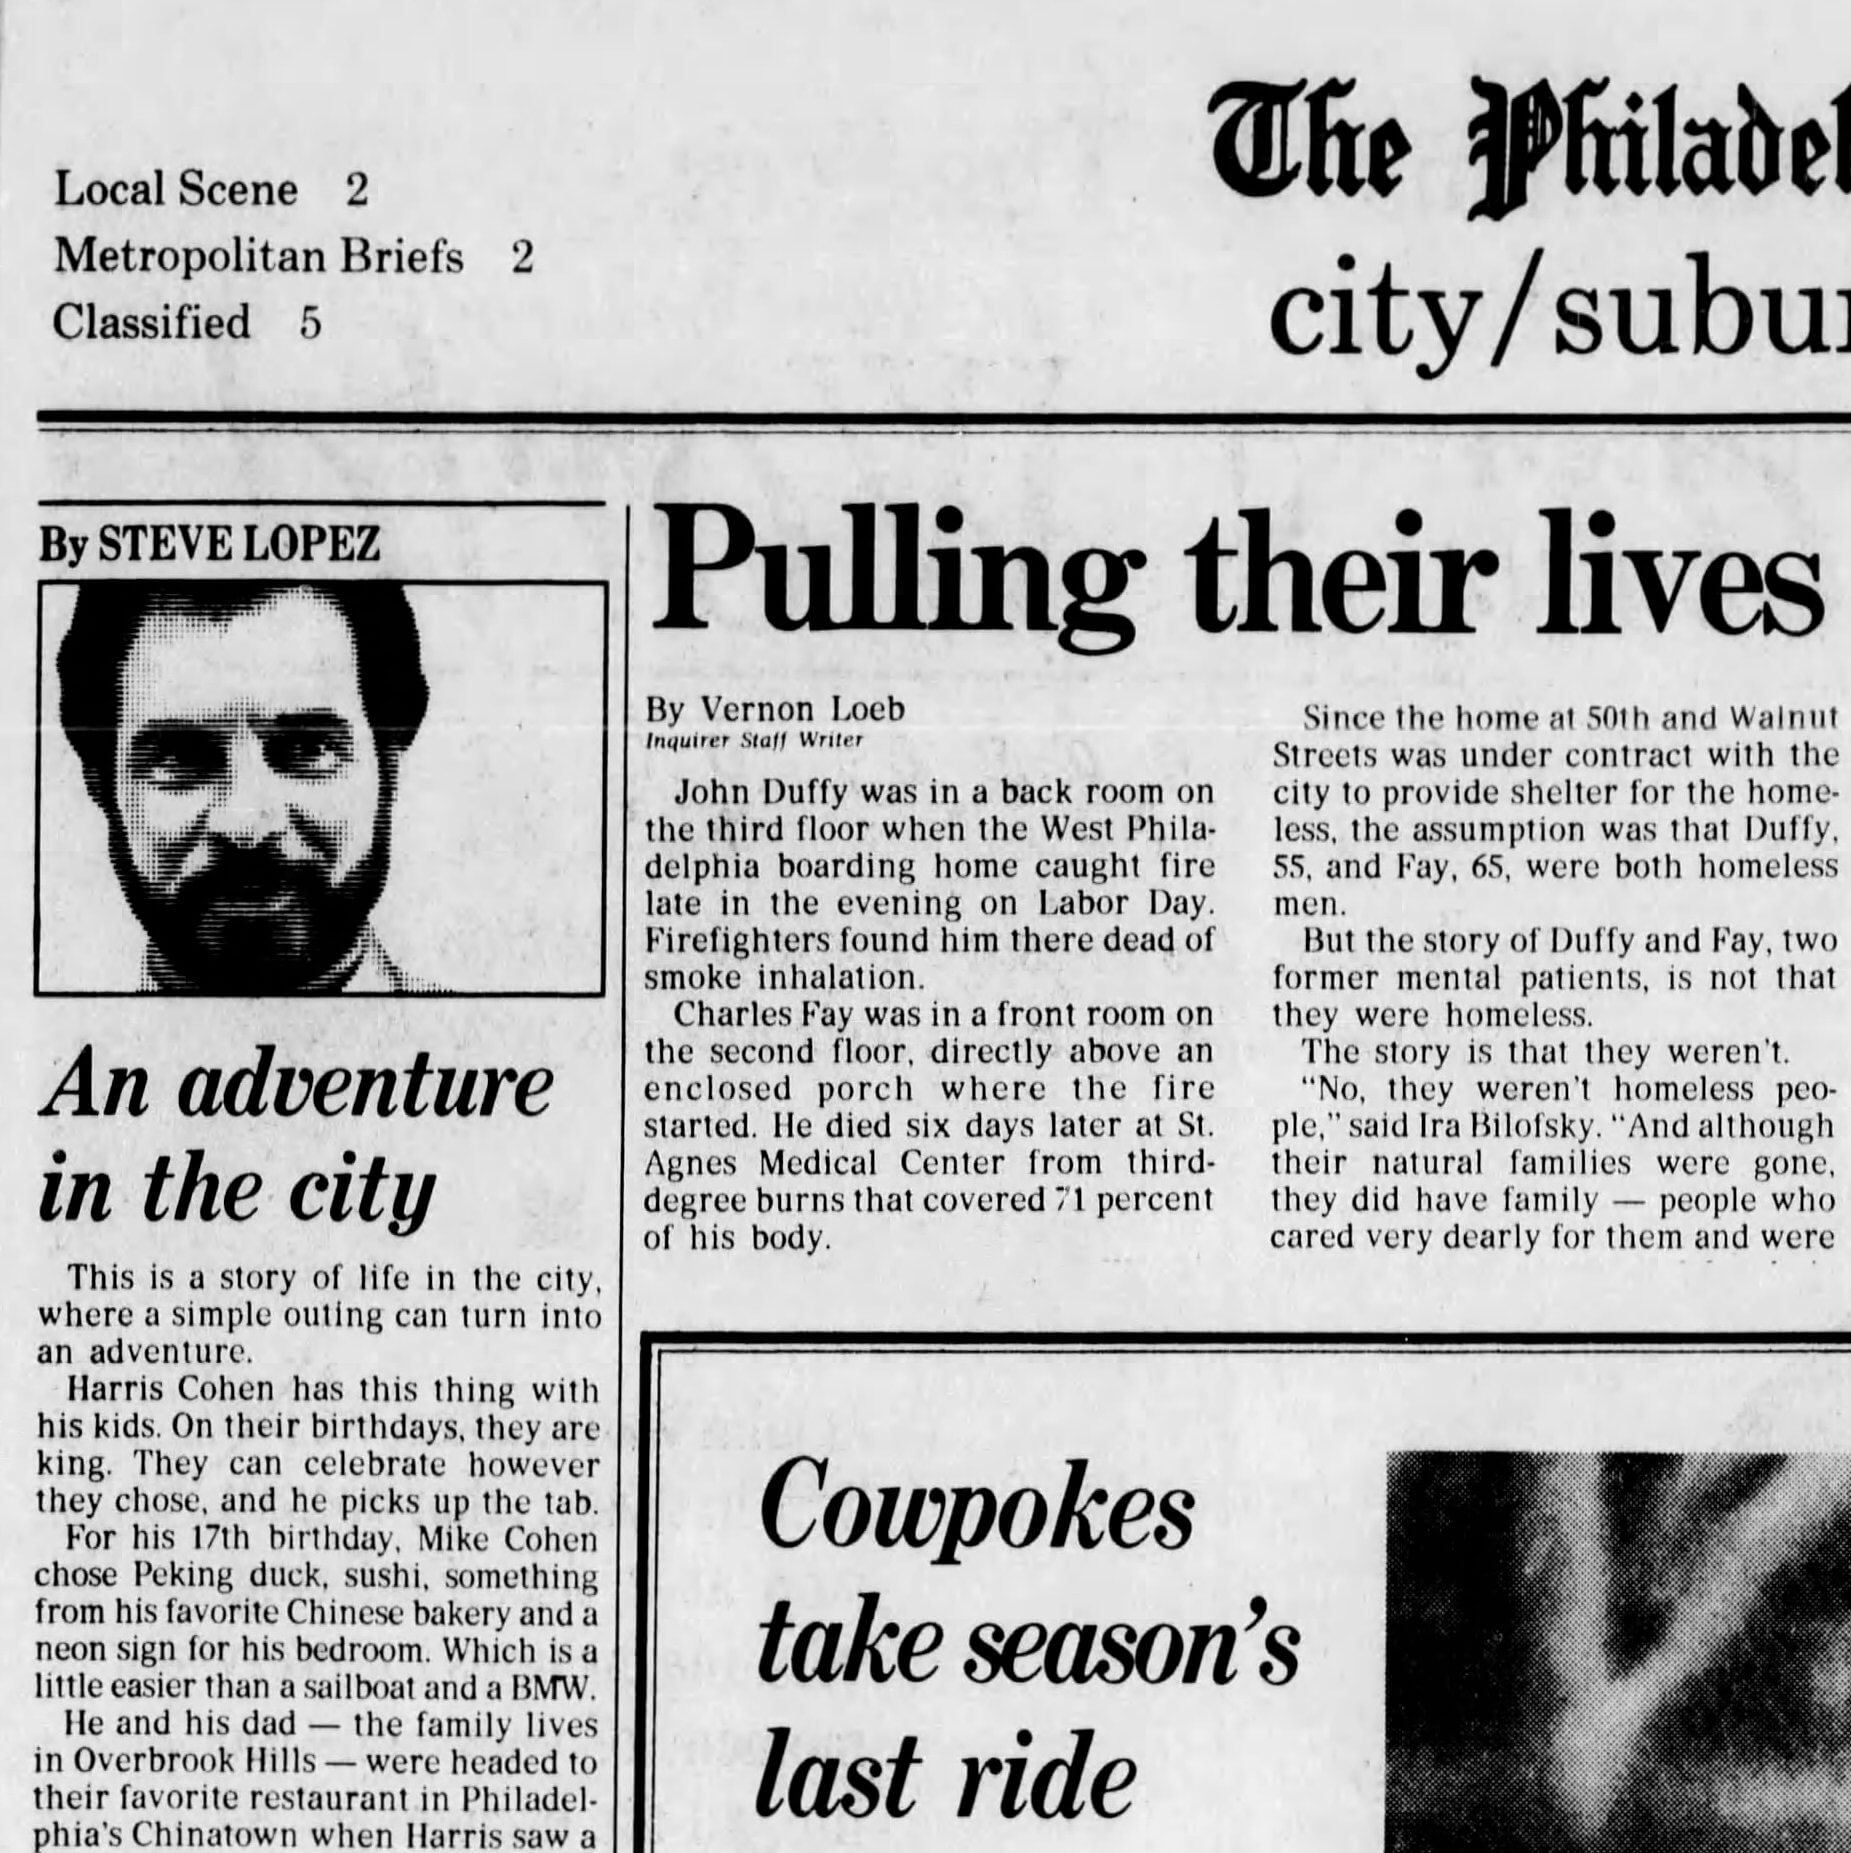 Local Scene 2
Metropolitan Briefs 2
Classified 5
The Philadel
city/subur
By STEVE LOPEZ
An adventure
in the city
This is a story of life in the city,
where a simple outing can turn into
an adventure.
Harris Cohen has this thing with
his kids. On their birthdays, they are
king. They can celebrate however
they chose, and he picks up the tab.
For his 17th birthday, Mike Cohen
chose Peking duck, sushi, something
from his favorite Chinese bakery and a
neon sign for his bedroom. Which is a
little easier than a sailboat and a BMW.
He and his dad — the family lives
in Overbrook Hills — were headed to
their favorite restaurant in Philadel-
phia's Chinatown when Harris saw a
Pulling their lives
By Vernon Loeb
Inquirer Staff Writer
John Duffy was in a back room on
the third floor when the West Phila-
delphia boarding home caught fire
late in the evening on Labor Day.
Firefighters found him there dead of
smoke inhalation.
Charles Fay was in a front room on
the second floor, directly above an
enclosed porch where the fire
started. He died six days later at St.
Agnes Medical Center from third-
degree burns that covered 71 percent
of his body.
Since the home at 50th and Walnut
Streets was under contract with the
city to provide shelter for the home-
less, the assumption was that Duffy,
55, and Fay, 65, were both homeless
men.
But the story of Duffy and Fay, two
former mental patients, is not that
they were homeless.
The story is that they weren't.
"No, they weren't homeless peo-
ple," said Ira Bilofsky. "And although
their natural families were gone,
they did have family — people who
cared very dearly for them and were
Cowpokes
take season's
last ride